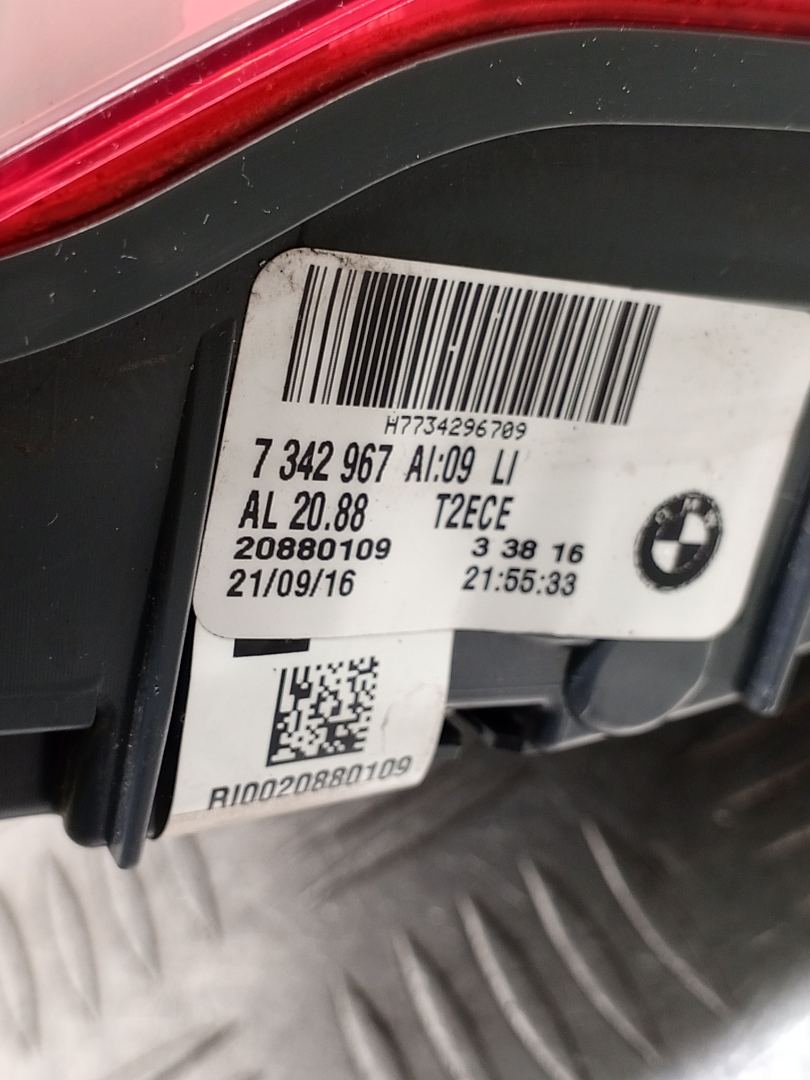 H7734296709
7 342 967 AI:09 LI
AL 20.88 T2ECE
20880109 3 38 16
21/09/16 21:55:33
BMW
RI0020880109